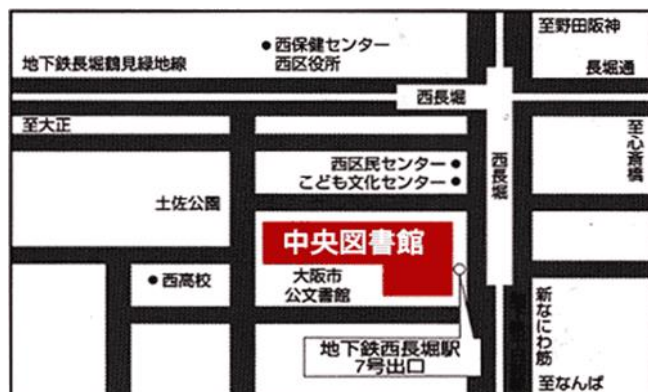 至野田阪神
西保健センター
西区役所
地下鉄長堀鶴見緑地線
長堀通
西長堀
至大正
至心斎橋
西区民センター
こども文化センター
西長堀
土佐公園
中央図書館
西高校
大阪市
公文書館
新なにわ筋
地下鉄西長堀駅
7号出口
至なんば